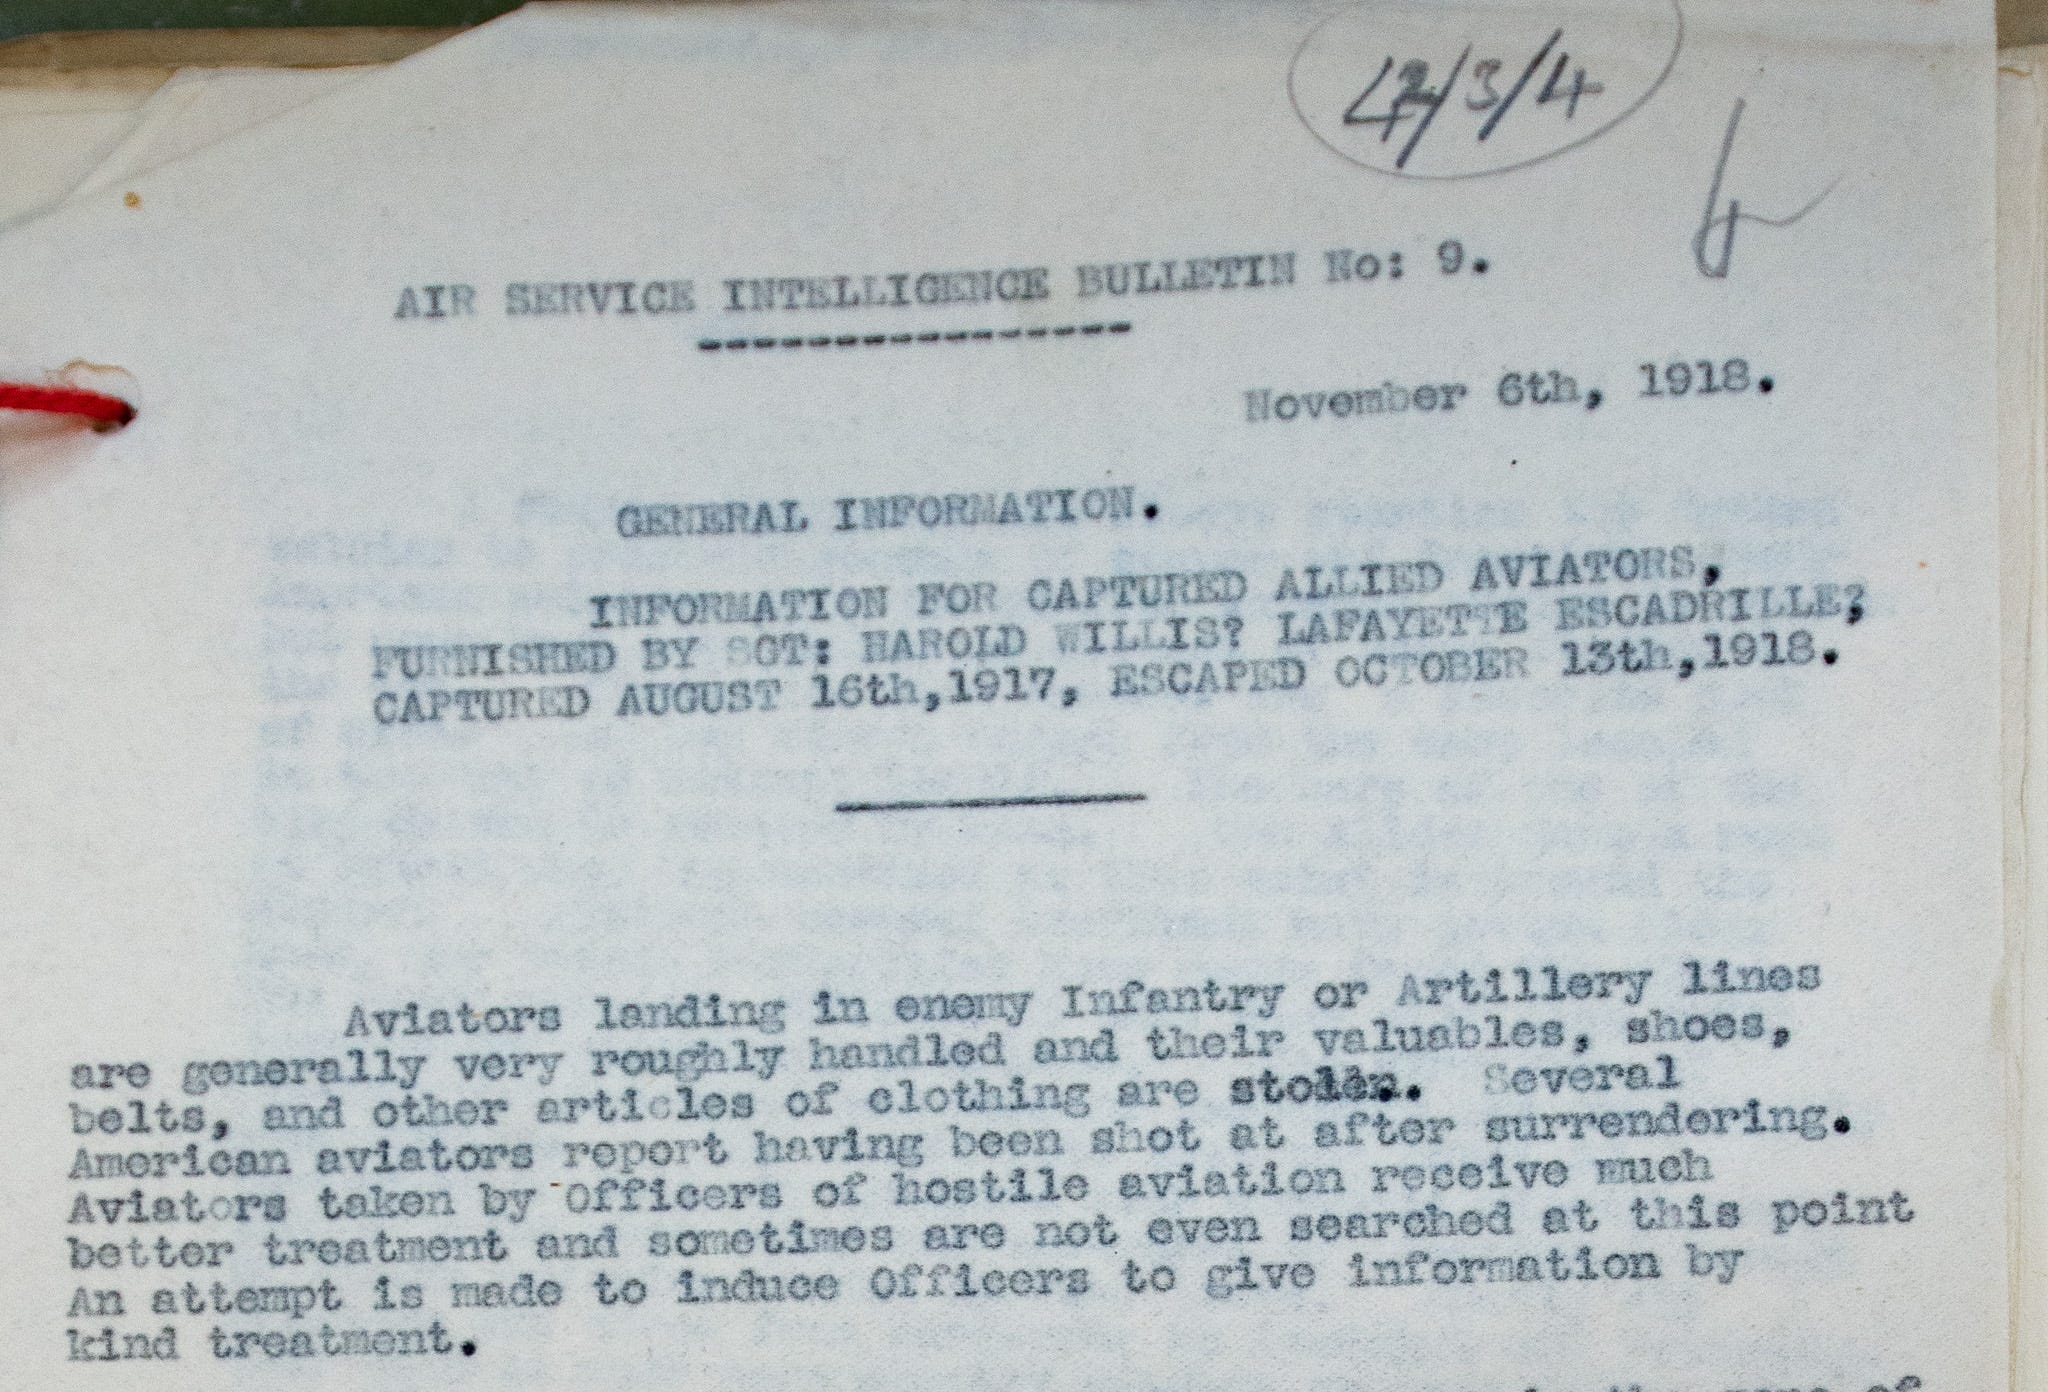 /3/4
AIR SERVICE INTELLIGENCE BULLETIN No: 9.
November 6th, 1918.
GENERAL INFORMATION.
INFORMATION FOR CAPTURED ALLIED AVIATORS,
FURNISHED BY SGT: HAROLD WILLIS? LAFAYETTE ESCADRILLE?
CAPTURED AUGUST 16th,1917, ESCAPED OCTOBER 13th,1918.
Aviators landing in enemy Infantry or Artillery lines
are generally very roughly handled and their valuables, shoes,
belts, and other articles of clothing are stolen. Several
American aviators report having been shot at after surrendering.
Aviators taken by Officers of hostile aviation receive much
better treatment and sometimes are not even searched at this point
An attempt is made to induce Officers to give information by
kind treatment.
of